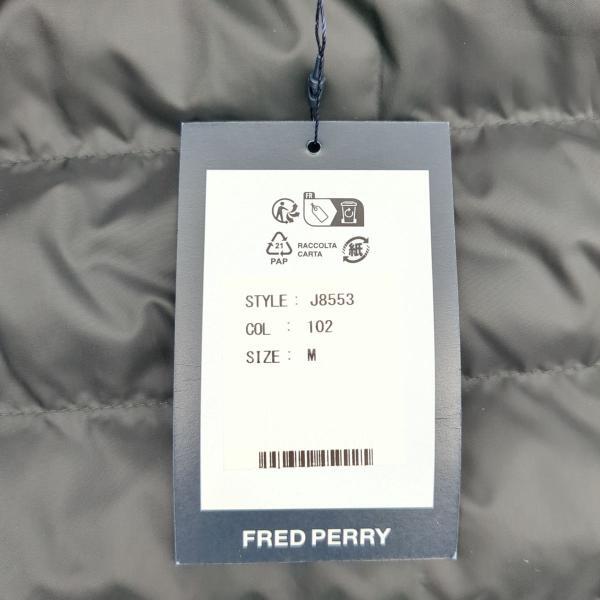 FR
21
PAP
RACCOLTA
CARTA
紙
STYLE : J8553
COL : 102
SIZE : M
FRED PERRY